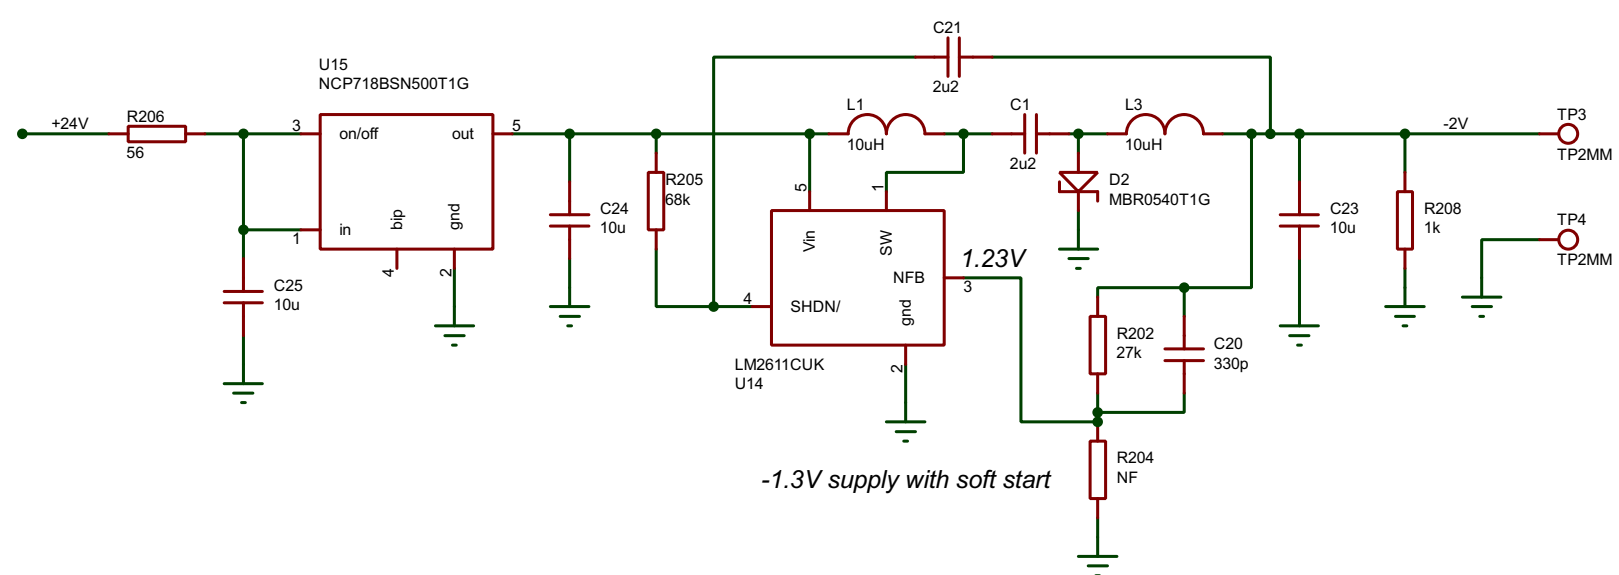 C21
2u2
U15
NCP718BSN500T1G
+24V
R206
56
3
on/off
out
5
in
1
bip
gnd
4
2
C25
10u
C24
10u
R205
68k
L1
10uH
C1
2u2
L3
10uH
D2
MBR0540T1G
5
1
Vin
SW
NFB
3
1.23V
4
SHDN/
gnd
2
LM2611CUK
U14
-2V
TP3
TP2MM
TP4
TP2MM
C23
10u
R208
1k
R202
27k
C20
330p
R204
NF
-1.3V supply with soft start